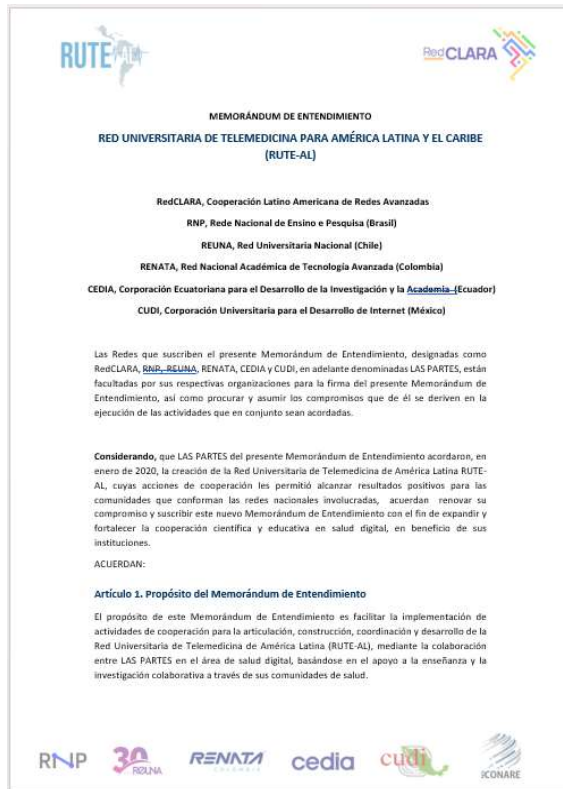 RUTE AL
RedCLARA
MEMORÁNDUM DE ENTENDIMIENTO
RED UNIVERSITARIA DE TELEMEDICINA PARA AMÉRICA LATINA Y EL CARIBE
(RUTE-AL)
RedCLARA, Cooperación Latino Americana de Redes Avanzadas
RNP, Rede Nacional de Ensino e Pesquisa (Brasil)
REUNA, Red Universitaria Nacional (Chile)
RENATA, Red Nacional Académica de Tecnología Avanzada (Colombia)
CEDIA, Corporación Ecuatoriana para el Desarrollo de la Investigación y la Academia (Ecuador)
CUDI, Corporación Universitaria para el Desarrollo de Internet (México)
Las Redes que suscriben el presente Memorándum de Entendimiento, designadas como
RedCLARA, RNP, REUNA, RENATA, CEDIA y CUDI, en adelante denominadas LAS PARTES, están
facultadas por sus respectivas organizaciones para la firma del presente Memorándum de
Entendimiento, así como procurar y asumir los compromisos que de él se deriven en la
ejecución de las actividades que en conjunto sean acordadas.
Considerando, que LAS PARTES del presente Memorándum de Entendimiento acordaron, en
enero de 2020, la creación de la Red Universitaria de Telemedicina de América Latina RUTE-
AL, cuyas acciones de cooperación les permitió alcanzar resultados positivos para las
comunidades que conforman las redes nacionales involucradas, acuerdan renovar su
compromiso y suscribir este nuevo Memorándum de Entendimiento con el fin de expandir y
fortalecer la cooperación científica y educativa en salud digital, en beneficio de sus
instituciones.
ACUERDAN:
Artículo 1. Propósito del Memorándum de Entendimiento
El propósito de este Memorándum de Entendimiento es facilitar la implementación de
actividades de cooperación para la articulación, construcción, coordinación y desarrollo de la
Red Universitaria de Telemedicina de América Latina (RUTE-AL), mediante la colaboración
entre LAS PARTES en el área de salud digital, basándose en el apoyo a la enseñanza y la
investigación colaborativa a través de sus comunidades de salud.
RNP 30 REUNA RENATA COLOMBIA cedia cudi CONARE